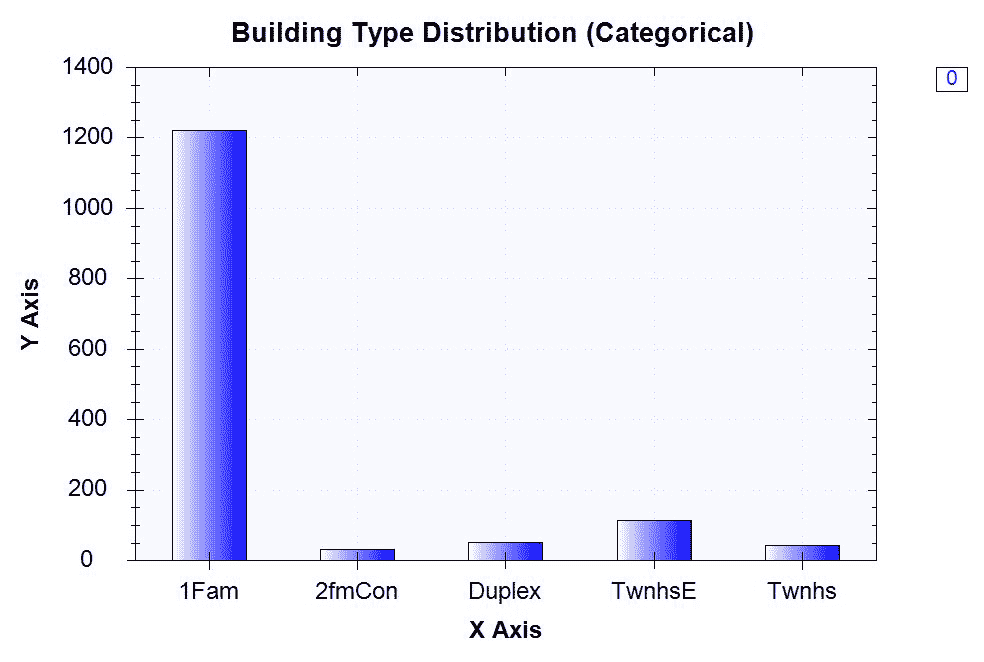 Building Type Distribution (Categorical)
0
1400
1200
1000
800
600
400
200
0
Y Axis
1Fam 2fmCon Duplex TwnhsE Twnhs
X Axis